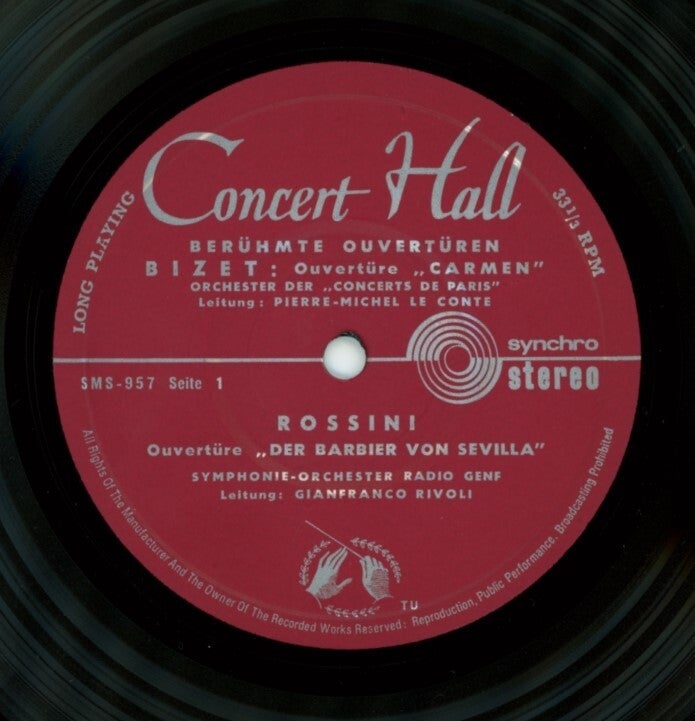 Concert Hall
LONG PLAYING
33 1/3 RPM
BERÜHMTE OUVERTÜREN
BIZET: Ouvertüre „CARMEN"
ORCHESTER DER „CONCERTS DE PARIS"
Leitung: PIERRE-MICHEL LE CONTE
synchro
stereo
SMS-957 Seite 1
ROSSINI
Ouvertüre „DER BARBIER VON SEVILLA"
SYMPHONIE-ORCHESTER RADIO GENF
Leitung: GIANFRANCO RIVOLI
TU
All Rights Of The Manufacturer And The Owner Of The Recorded Works Reserved: Reproduction, Public Performance, Broadcasting Prohibited